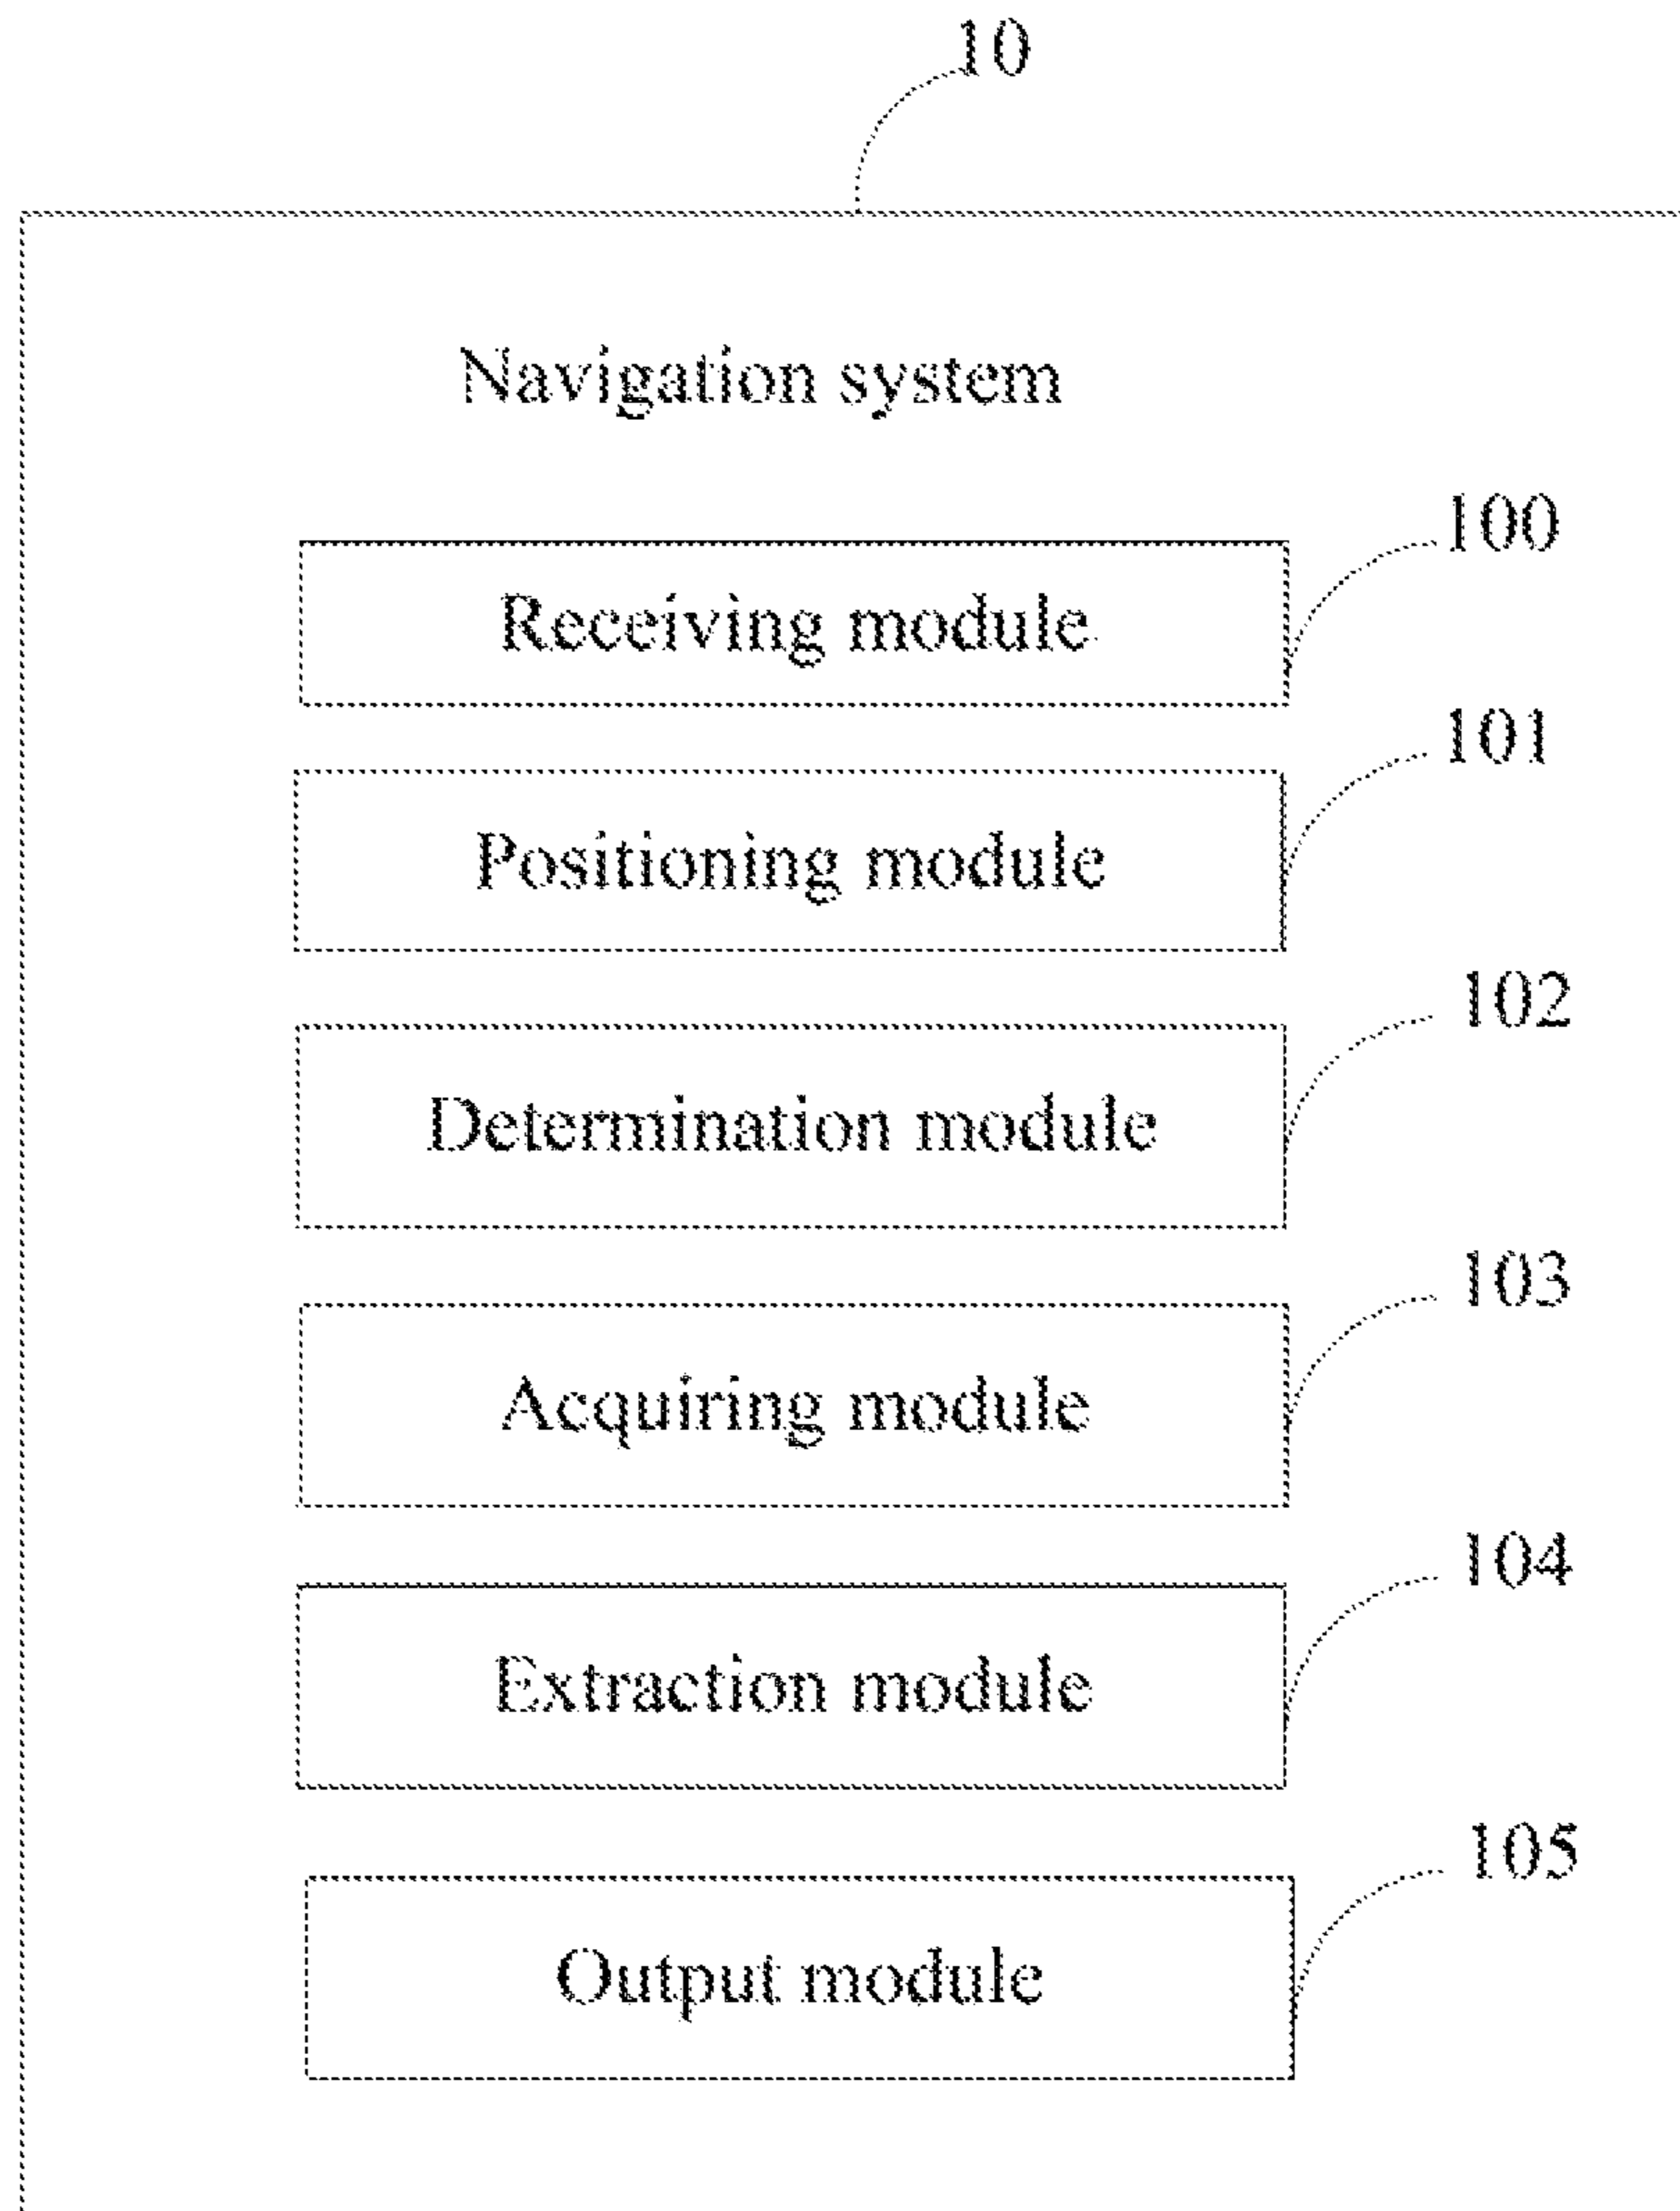 10
Navigation system
100
Receiving module
101
Positioning module
102
Determination module
103
Acquiring module
104
Extraction module
105
Output module